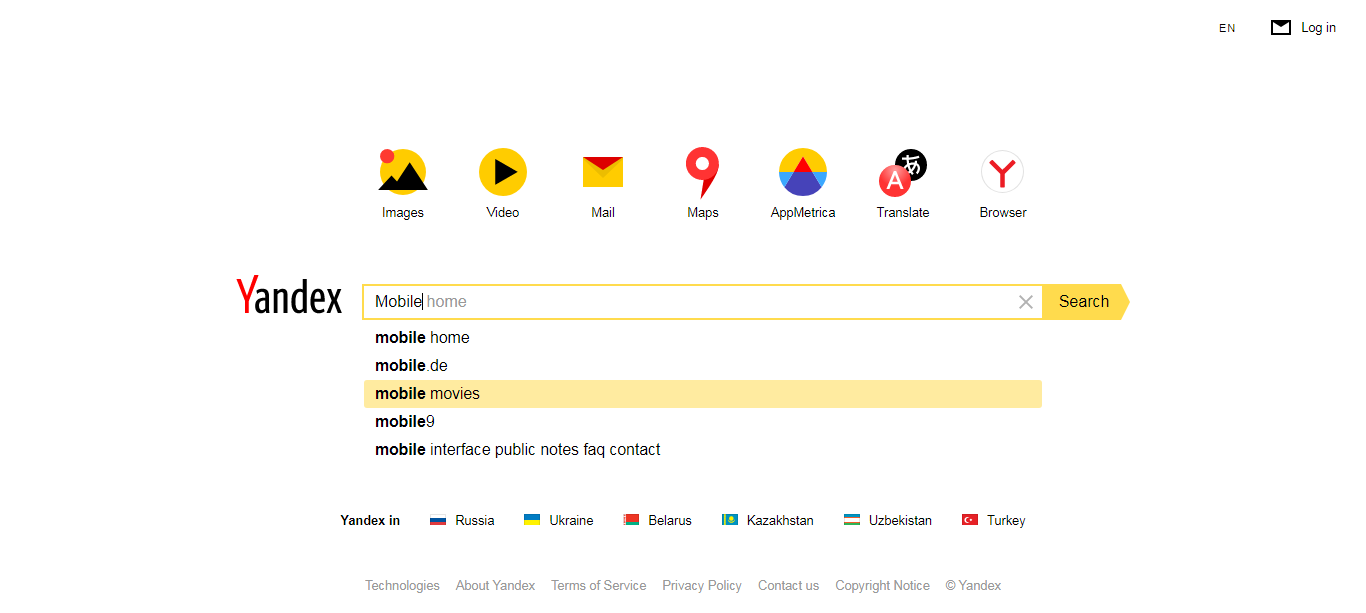 EN Log in
Images Video Mail Maps AppMetrica Translate Browser
Yandex Mobile home Search
mobile home
mobile.de
mobile movies
mobile9
mobile interface public notes faq contact
Yandex in Russia Ukraine Belarus Kazakhstan Uzbekistan Turkey
Technologies About Yandex Terms of Service Privacy Policy Contact us Copyright Notice © Yandex